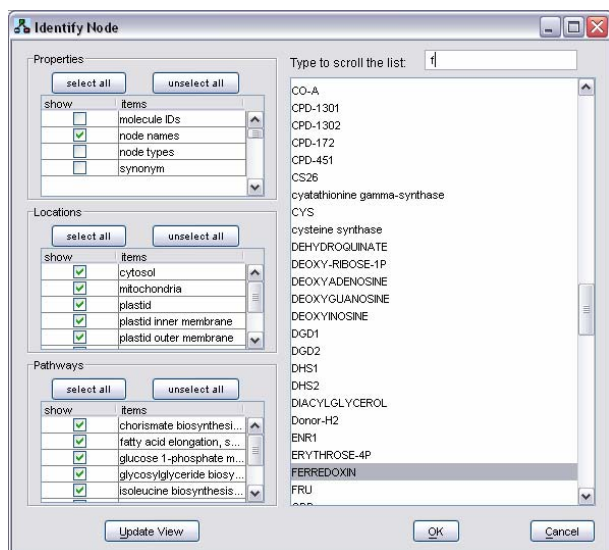 Identify Node
Properties
select all unselect all
show items
molecule IDs
node names
node types
synonym
Locations
select all unselect all
show items
cytosol
mitochondria
plastid
plastid inner membrane
plastid outer membrane
Pathways
select all unselect all
show items
chorismate biosynthesi...
fatty acid elongation, s...
glucose 1-phosphate m...
glycosylglyceride biosy...
isoleucine biosynthesis...
Update View
Type to scroll the list: f
CO-A
CPD-1301
CPD-1302
CPD-172
CPD-451
CS26
cyatathionine gamma-synthase
CYS
cysteine synthase
DEHYDROQUINATE
DEOXY-RIBOSE-1P
DEOXYADENOSINE
DEOXYGUANOSINE
DEOXYINOSINE
DGD1
DGD2
DHS1
DHS2
DIACYLGLYCEROL
Donor-H2
ENR1
ERYTHROSE-4P
FERREDOXIN
FRU
OK Cancel